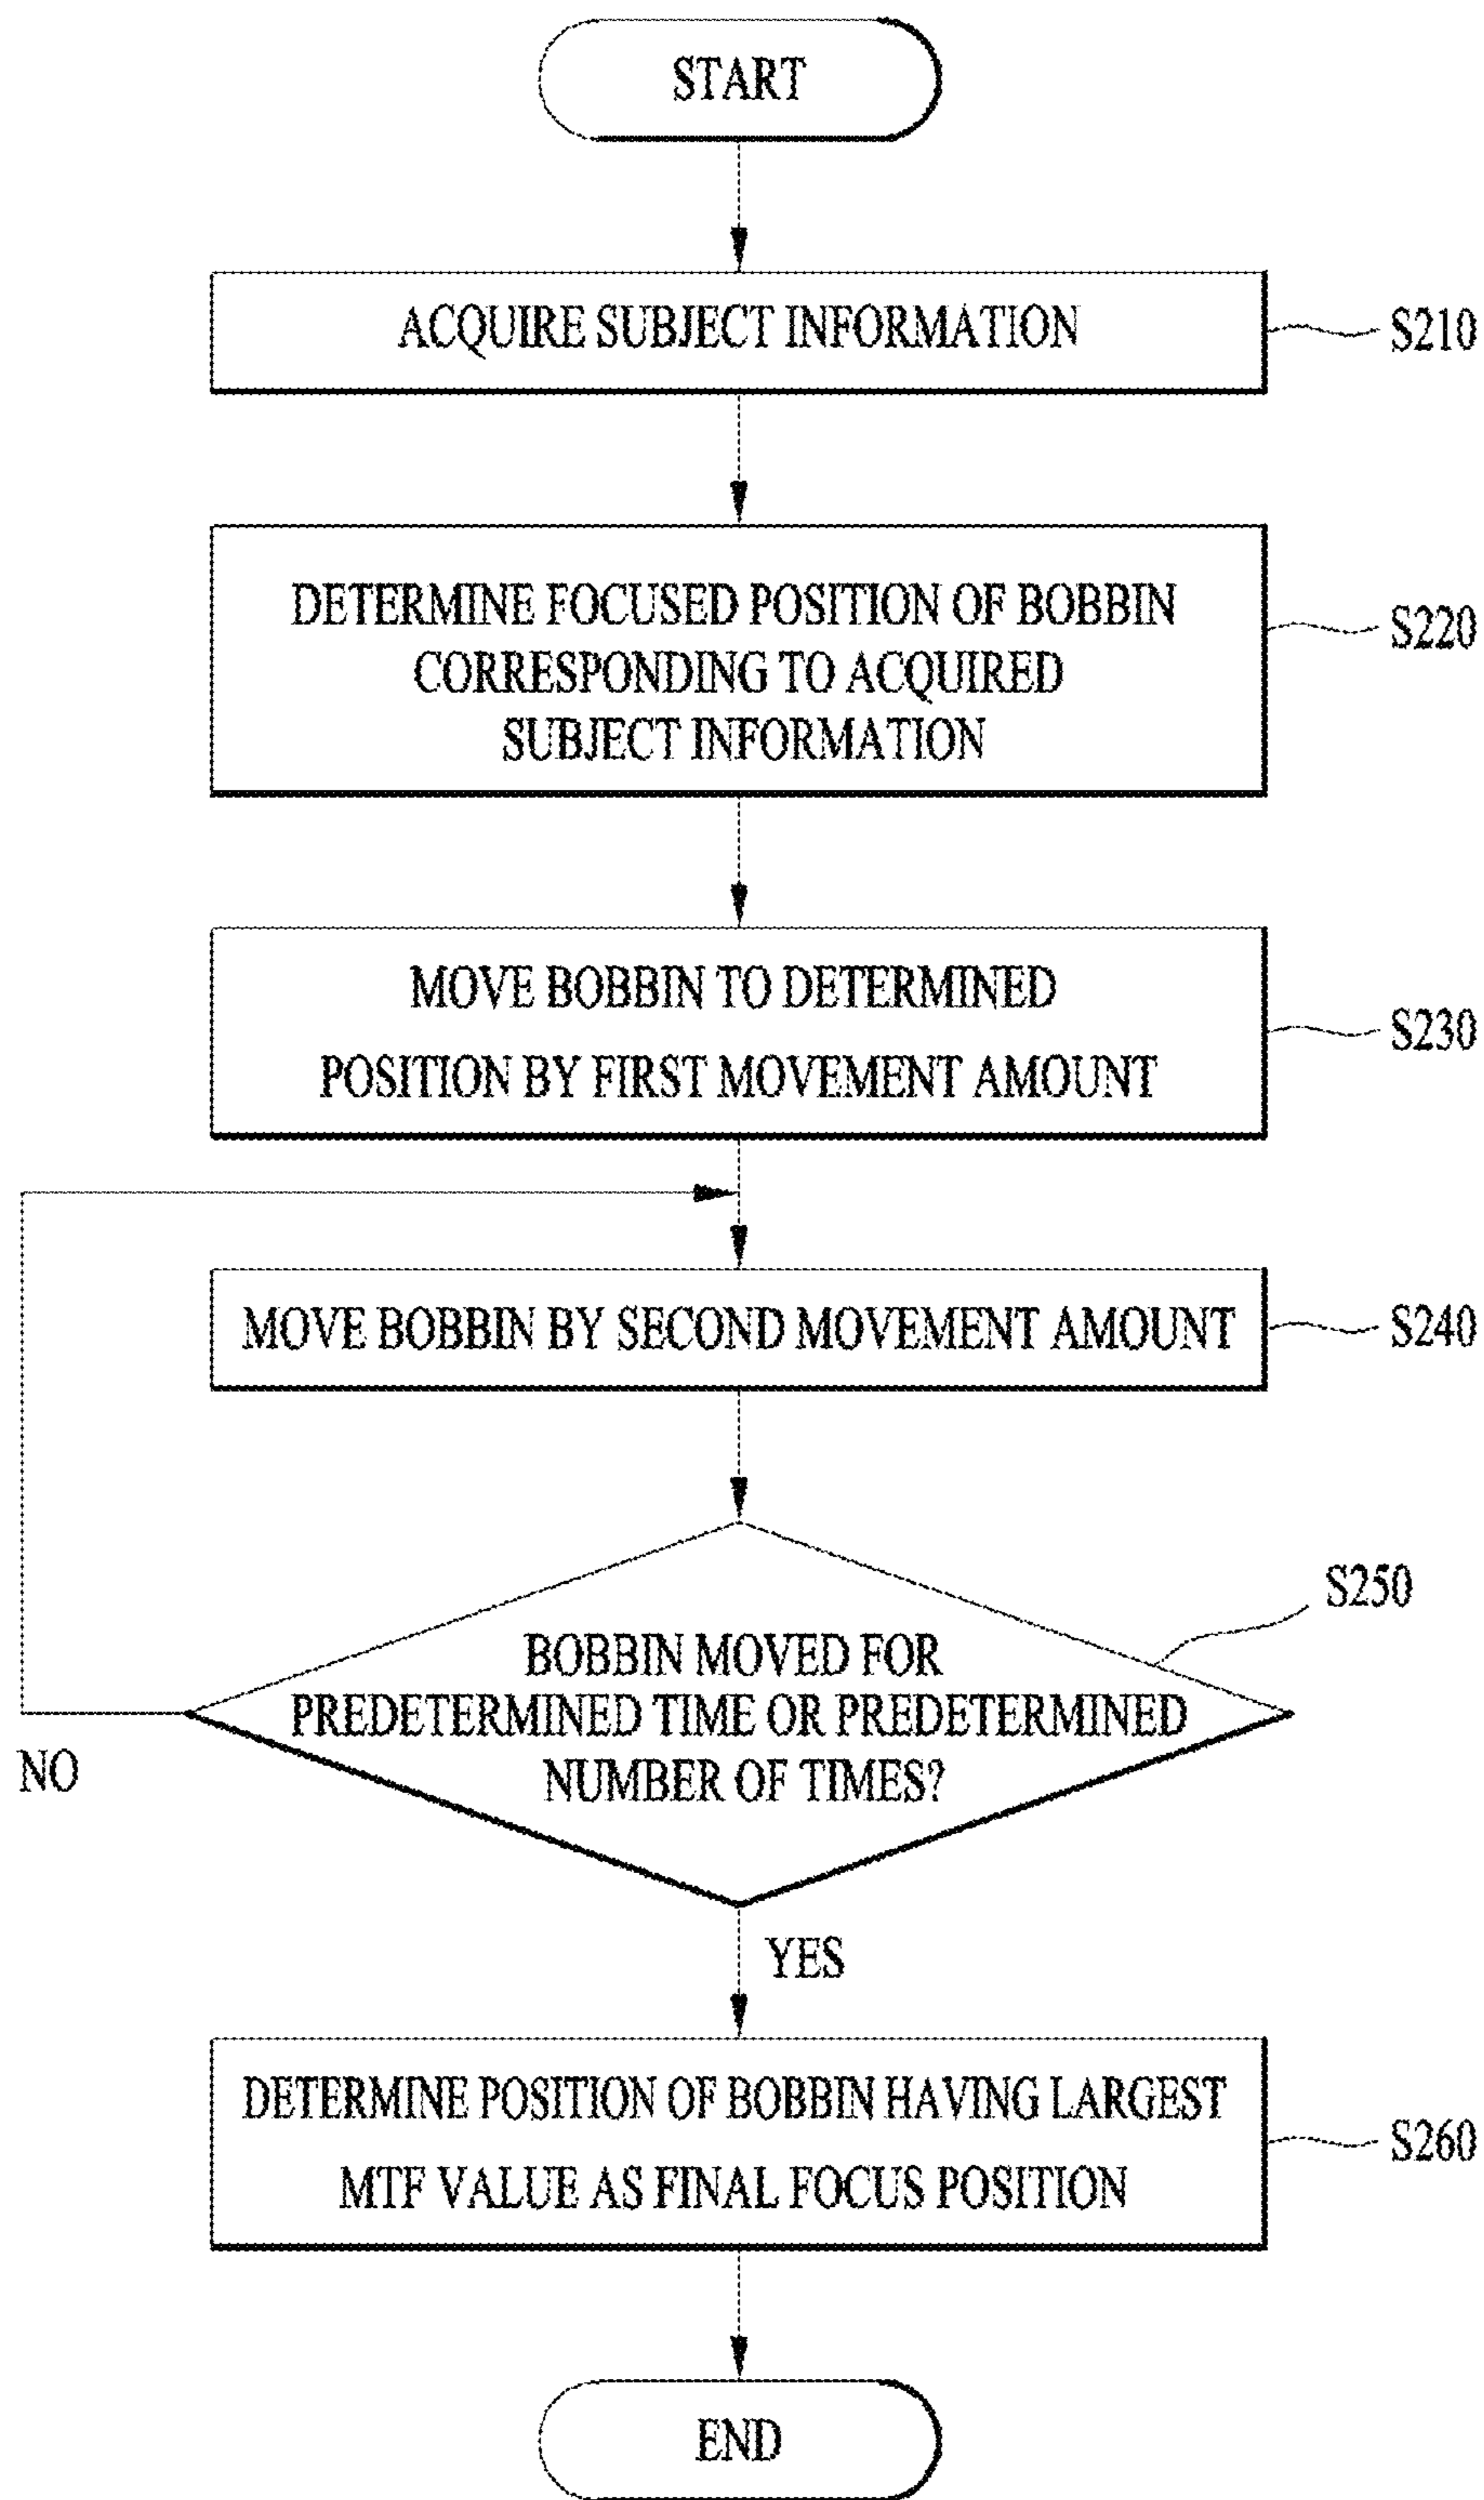 START
ACQUIRE SUBJECT INFORMATION
S210
DETERMINE FOCUSED POSITION OF BOBBIN
CORRESPONDING TO ACQUIRED
SUBJECT INFORMATION
S220
MOVE BOBBIN TO DETERMINED
POSITION BY FIRST MOVEMENT AMOUNT
S230
MOVE BOBBIN BY SECOND MOVEMENT AMOUNT
S240
S250
BOBBIN MOVED FOR
PREDETERMINED TIME OR PREDETERMINED
NUMBER OF TIMES?
NO
YES
DETERMINE POSITION OF BOBBIN HAVING LARGEST
MTF VALUE AS FINAL FOCUS POSITION
S260
END